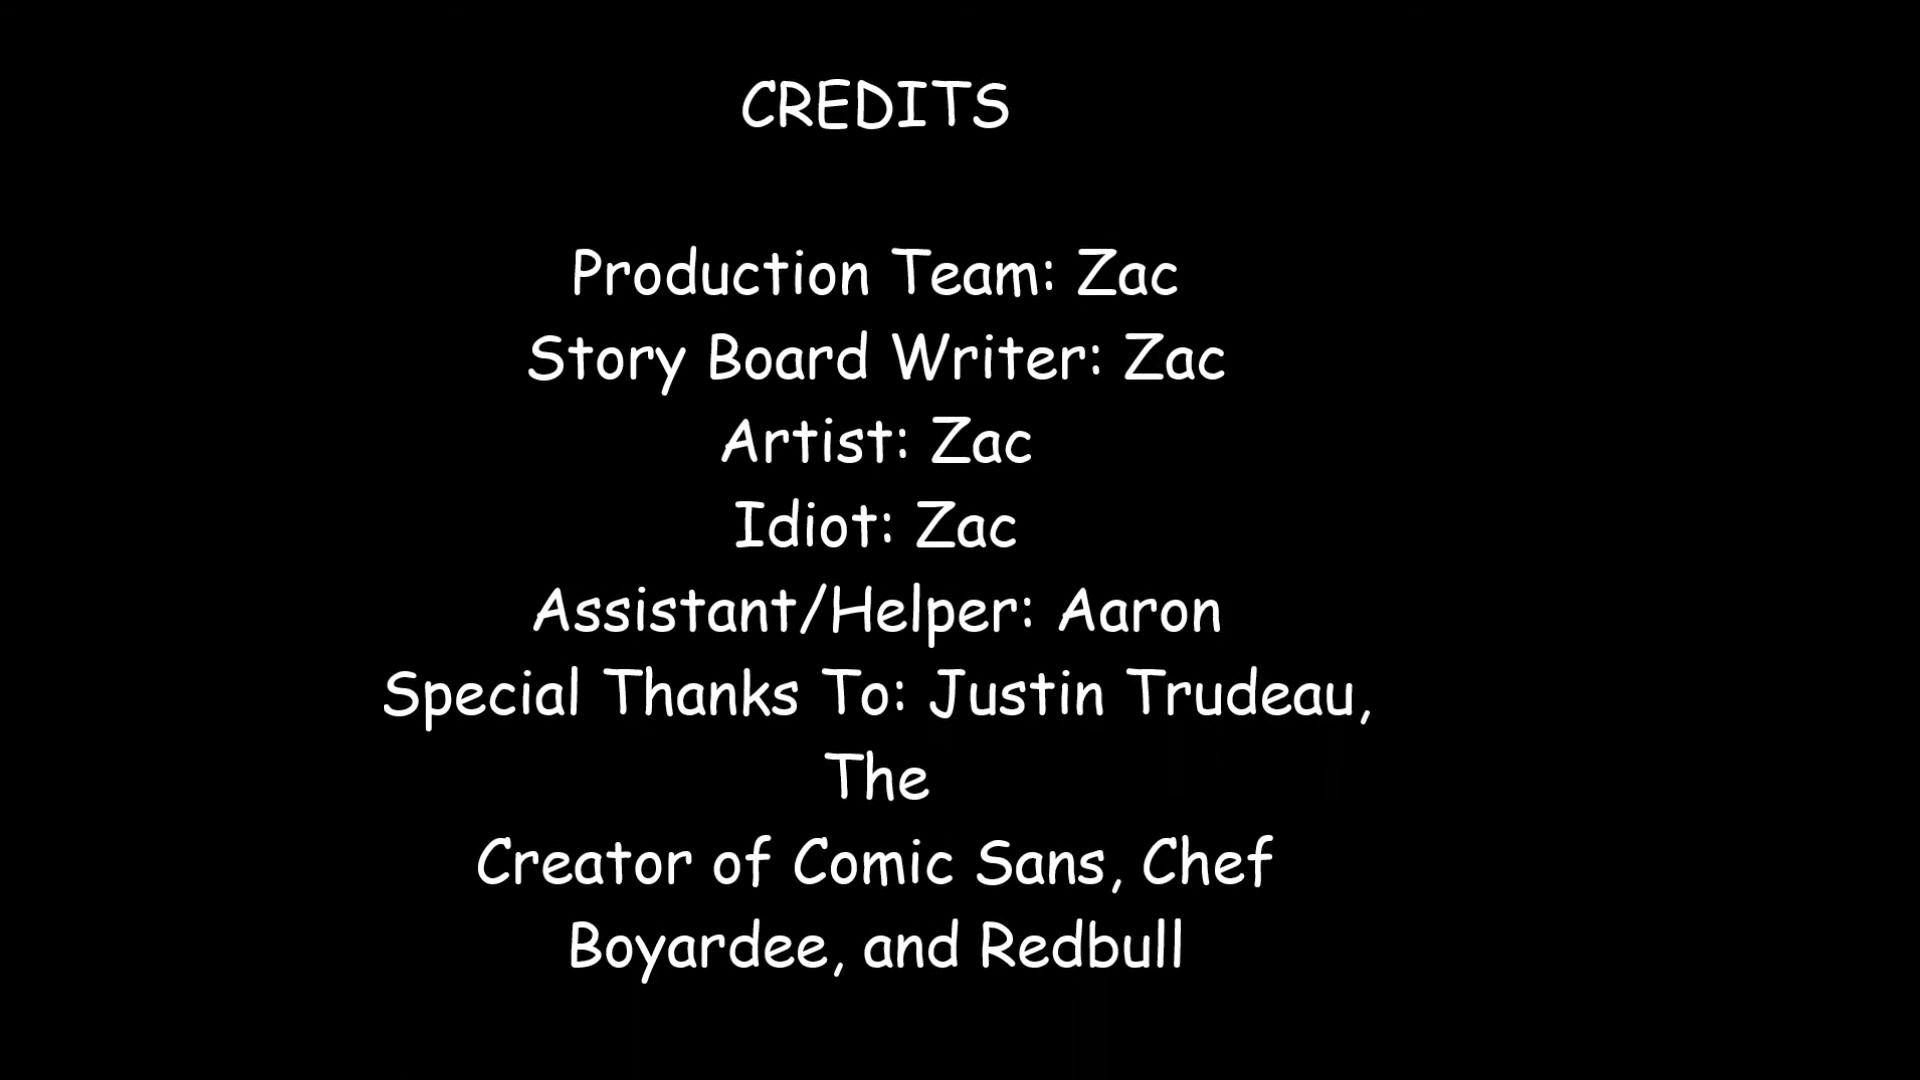 CREDITS
Production Team: Zac
Story Board Writer: Zac
Artist: Zac
Idiot: Zac
Assistant/Helper: Aaron
Special Thanks To: Justin Trudeau,
The
Creator of Comic Sans, Chef
Boyardee, and Redbull